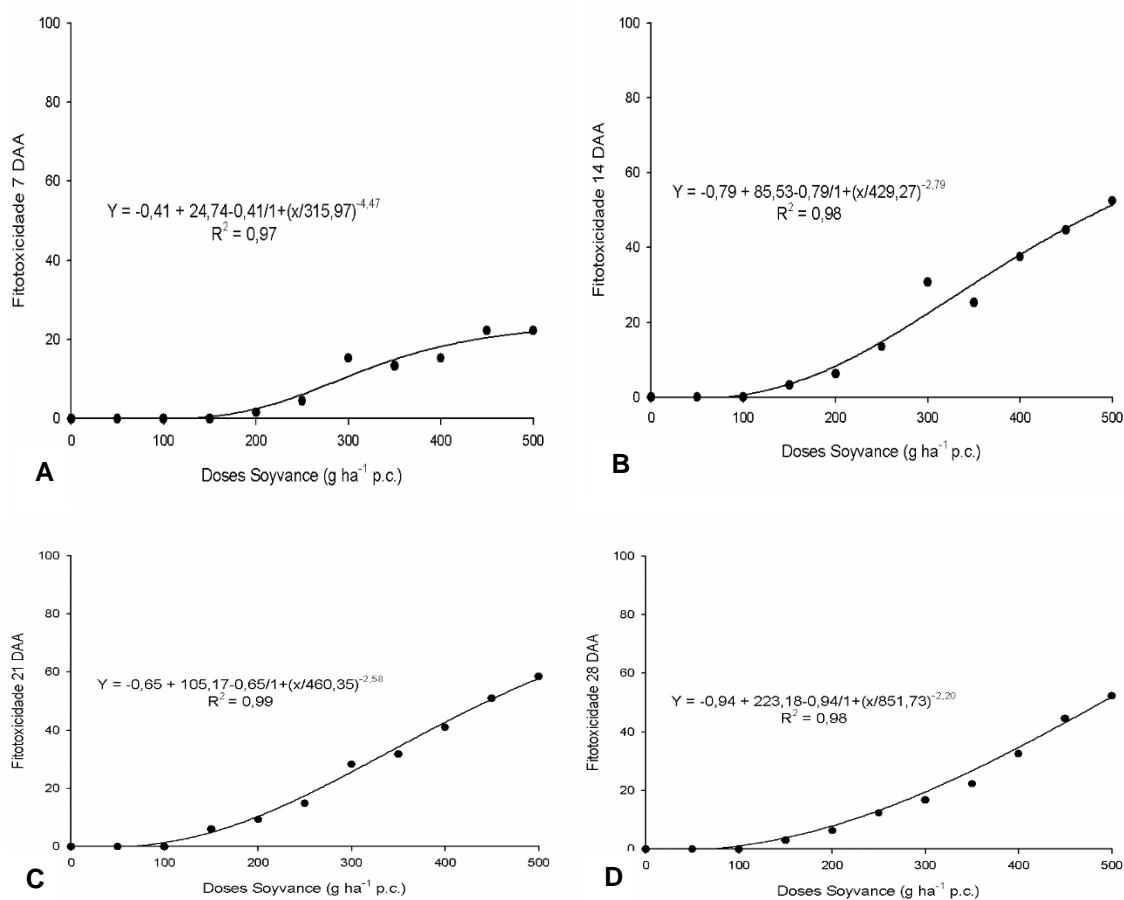 100
80
60
40
20
0
Fitotoxicidade 7 DAA
Y = -0,41 + 24,74-0,41/1+(x/315,97)^-4,47
R² = 0,97
0 100 200 300 400 500
Doses Soyvance (g ha⁻¹ p.c.)
A
100
80
60
40
20
0
Fitotoxicidade 14 DAA
Y = -0,79 + 85,53-0,79/1+(x/429,27)^-2,79
R² = 0,98
0 100 200 300 400 500
Doses Soyvance (g ha⁻¹ p.c.)
B
100
80
60
40
20
0
Fitotoxicidade 21 DAA
Y = -0,65 + 105,17-0,65/1+(x/460,35)^-2,58
R² = 0,99
0 100 200 300 400 500
Doses Soyvance (g ha⁻¹ p.c.)
C
100
80
60
40
20
0
Fitotoxicidade 28 DAA
Y = -0,94 + 223,18-0,94/1+(x/851,73)^-2,20
R² = 0,98
0 100 200 300 400 500
Doses Soyvance (g ha⁻¹ p.c.)
D